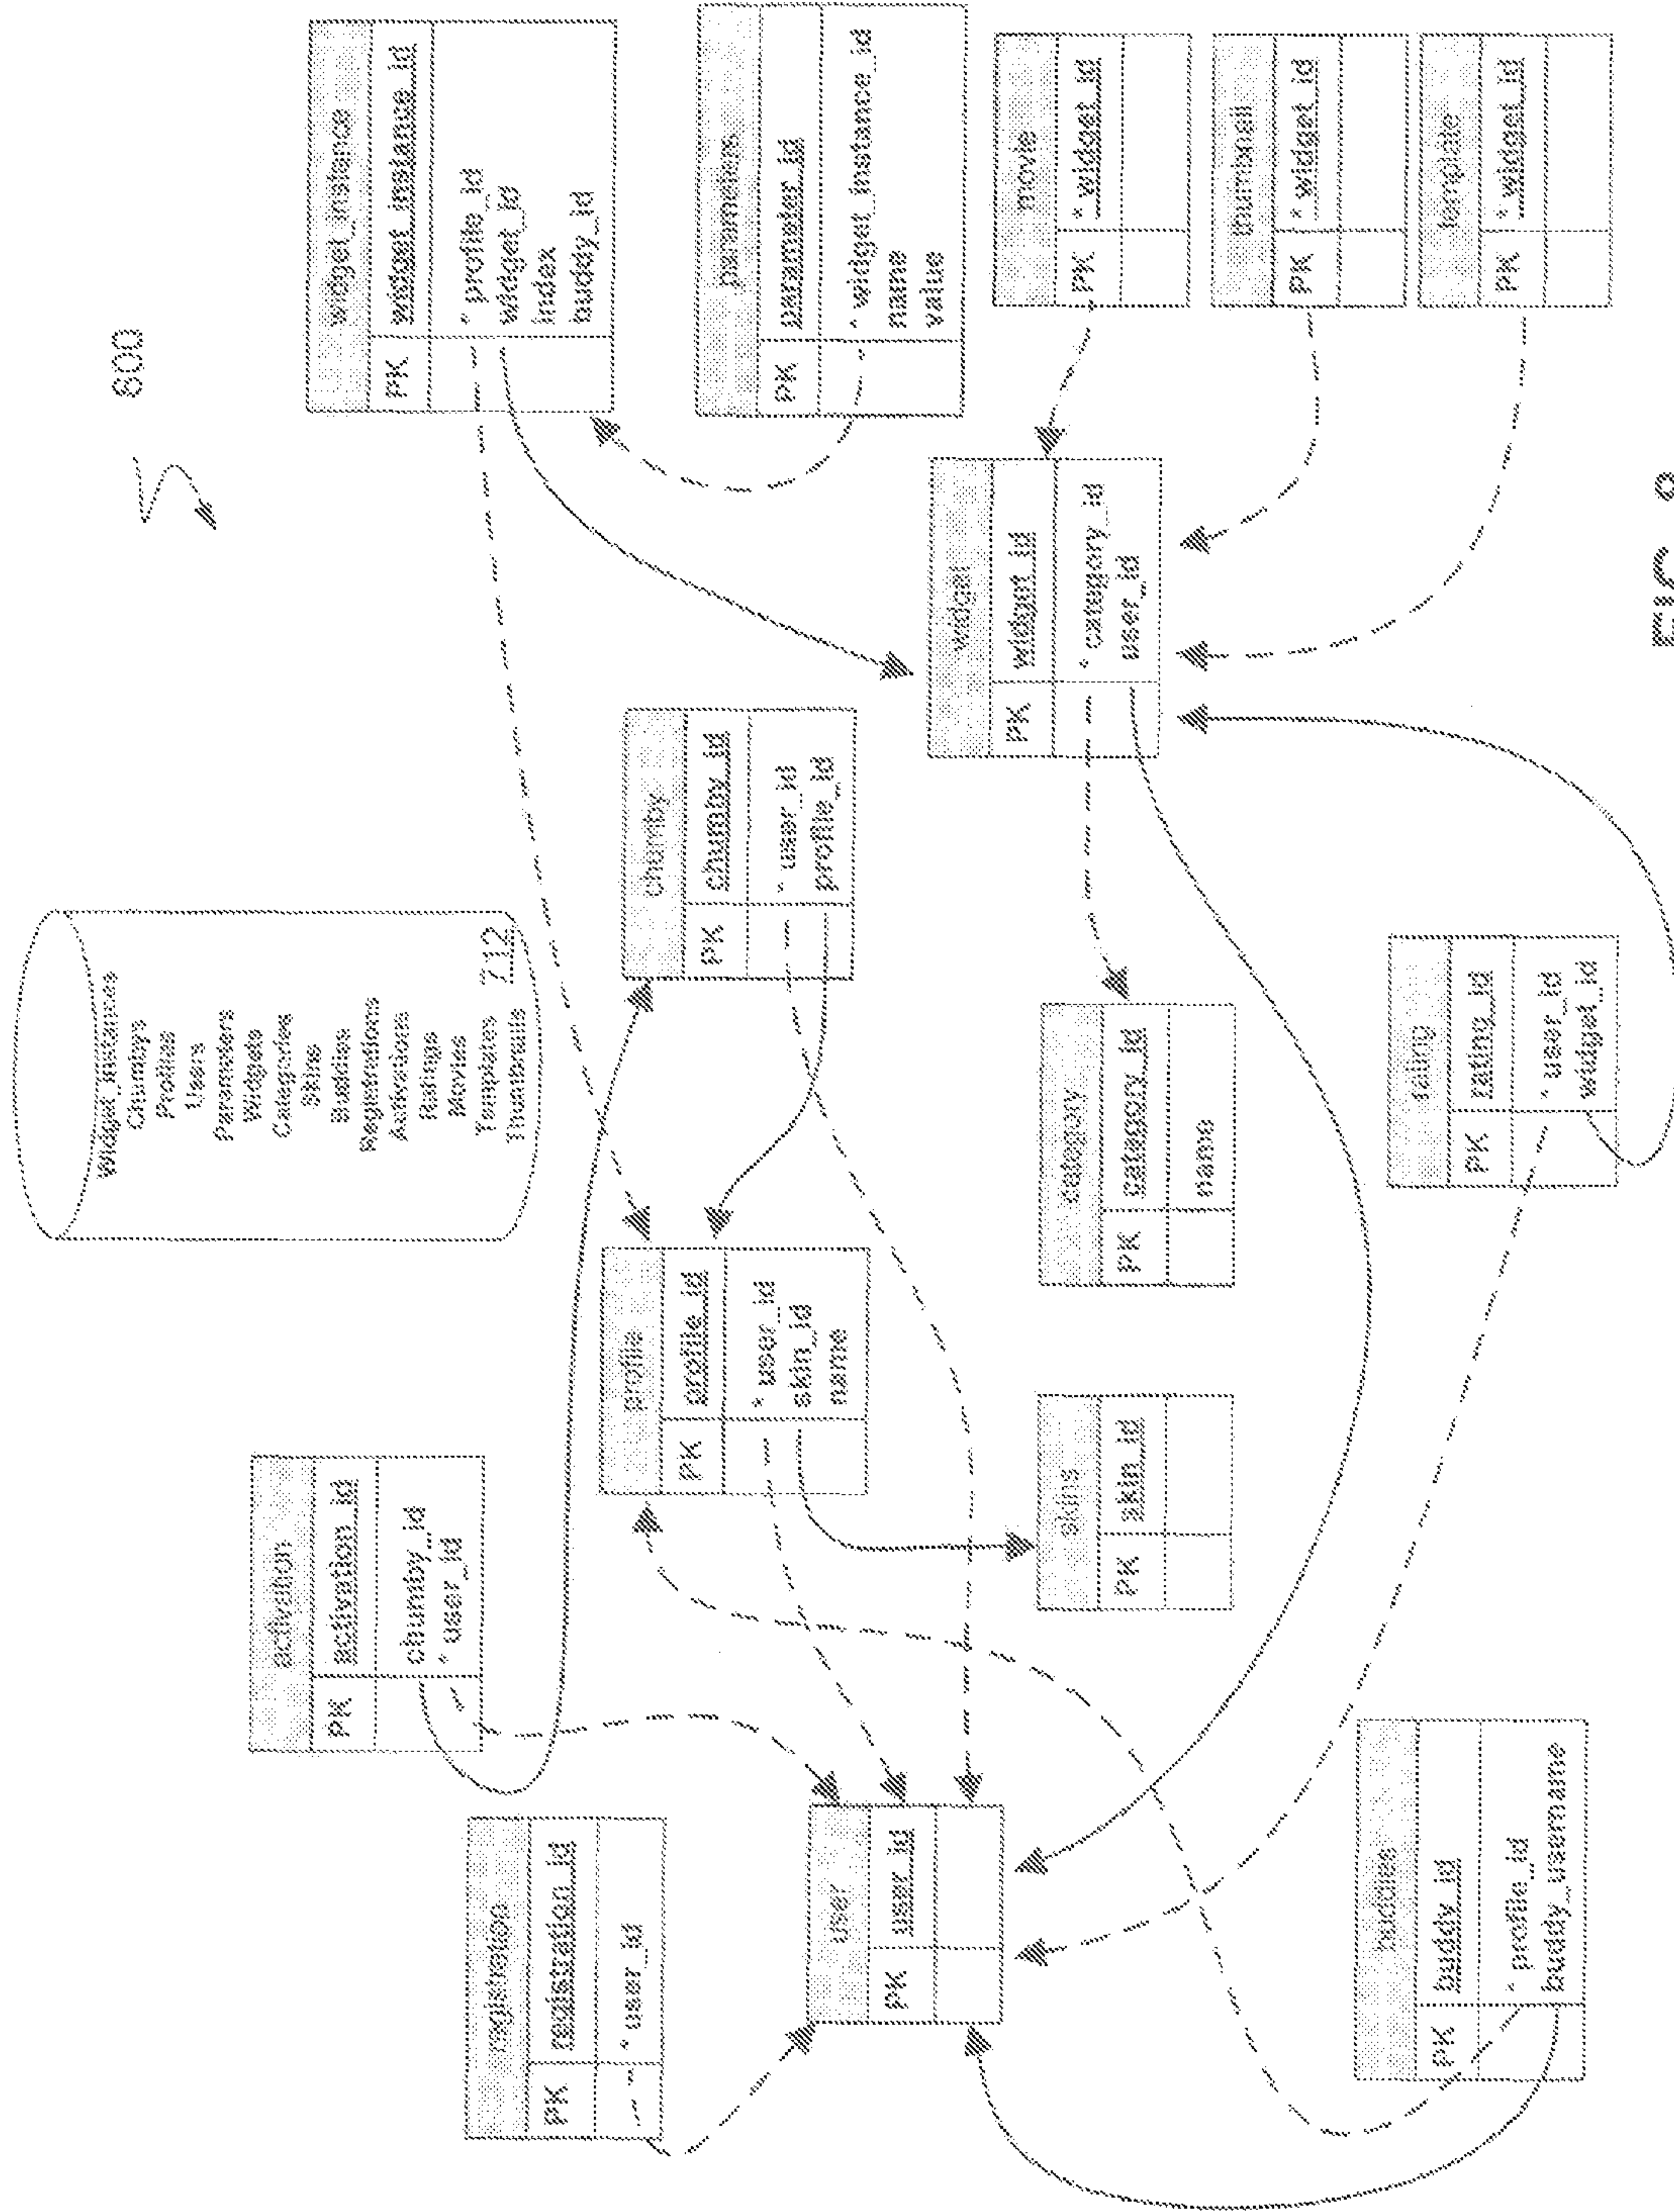 800
Widget_Instances
Chumbys
Profiles
Users
Parameters
Widgets
Categories
Skins
Buddies
Registrations
Activations
Ratings
Movies
Templates
Thumbnails
712
registration
PK registration_id
*user_id
activation
PK activation_id
chumby_id
*user_id
user
PK user_id
profile
PK profile_id
*user_id
skin_id
name
chumby
PK chumby_id
*user_id
profile_id
widget_instance
PK widget_instance_id
*profile_id
widget_id
index
buddy_id
parameters
PK parameter_id
*widget_instance_id
name
value
skins
PK skin_id
category
PK category_id
name
widget
PK widget_id
*category_id
user_id
movie
PK *widget_id
thumbnail
PK *widget_id
template
PK *widget_id
buddies
PK buddy_id
*profile_id
buddy_username
rating
PK rating_id
*user_id
widget_id